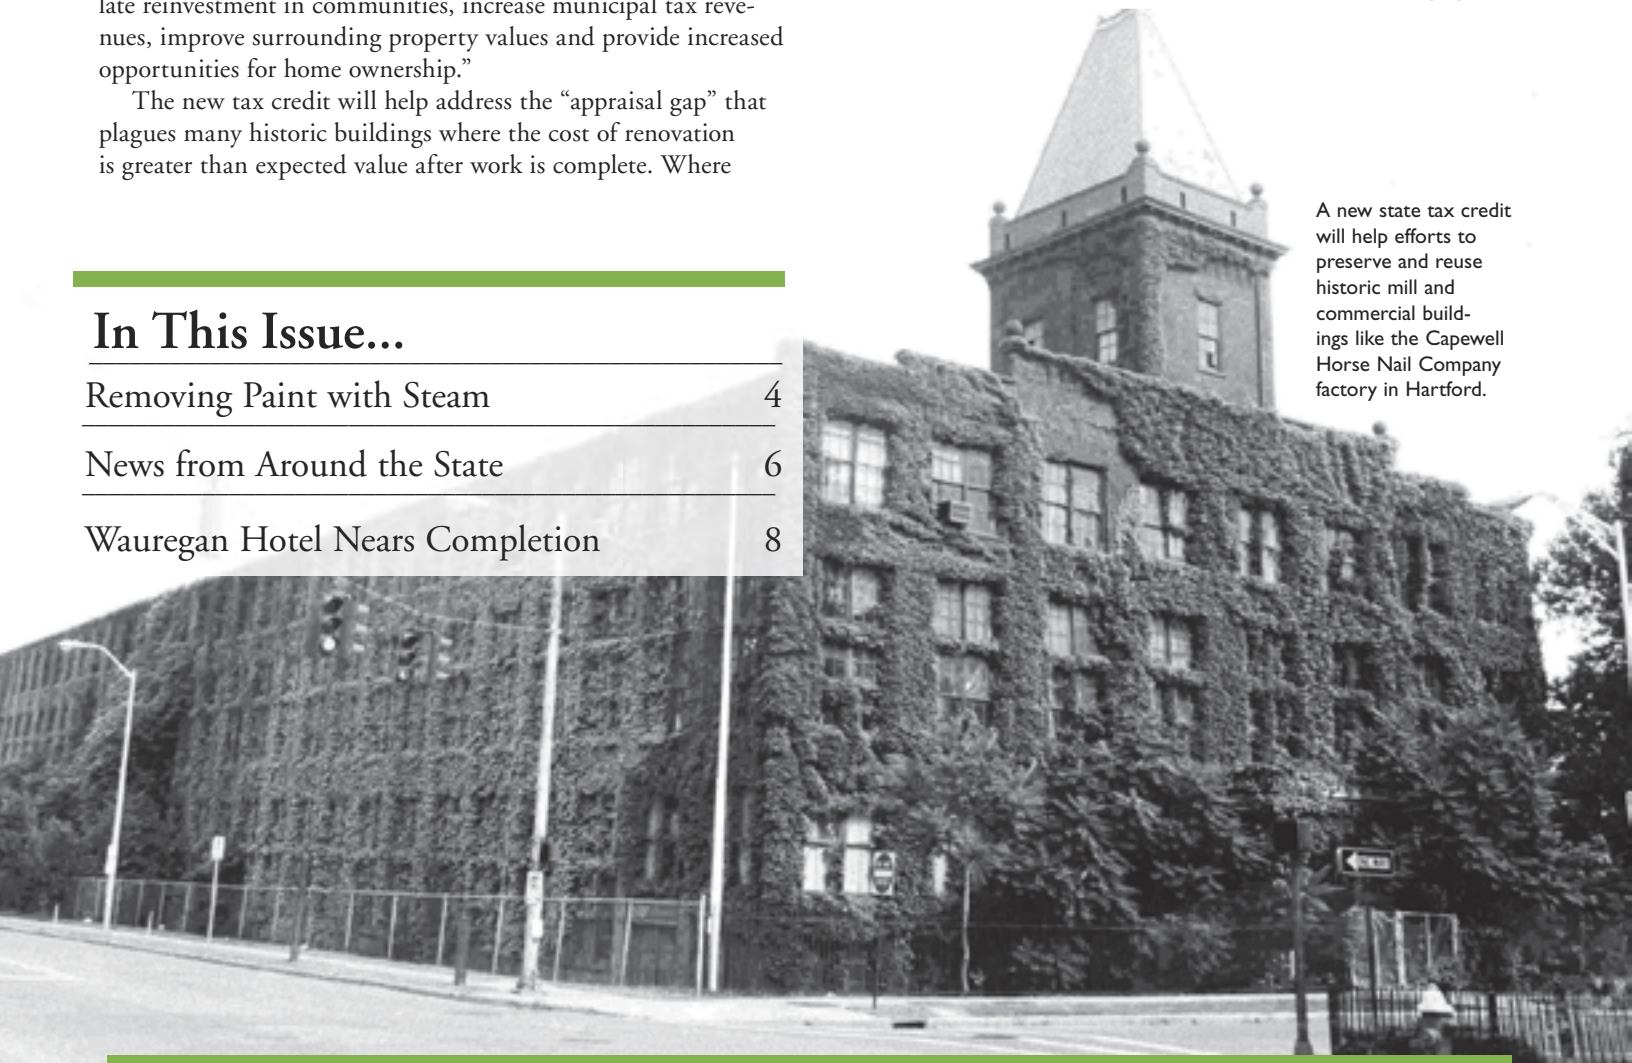 late reinvestment in communities, increase municipal tax reve-
nues, improve surrounding property values and provide increased
opportunities for home ownership.”
The new tax credit will help address the “appraisal gap” that
plagues many historic buildings where the cost of renovation
is greater than expected value after work is complete. Where
A new state tax credit
will help efforts to
preserve and reuse
historic mill and
commercial build-
ings like the Capewell
Horse Nail Company
factory in Hartford.
In This Issue...
Removing Paint with Steam 4
News from Around the State 6
Wauregan Hotel Nears Completion 8